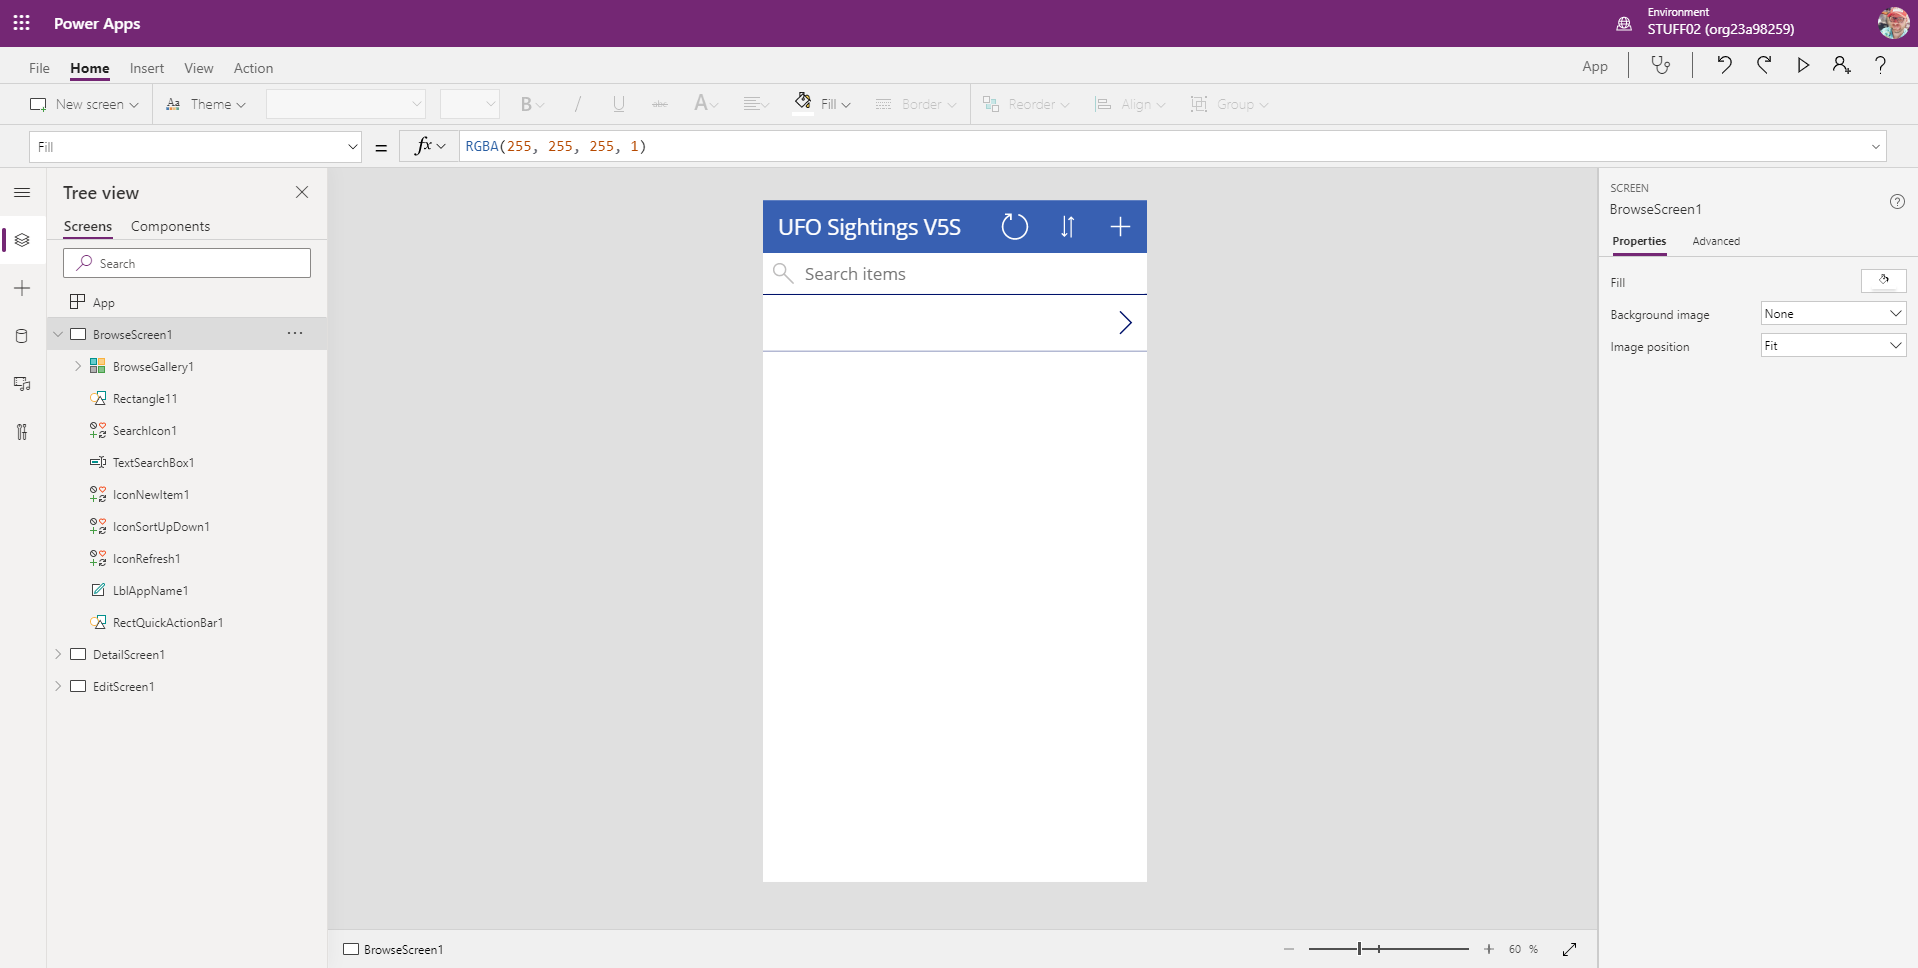 Power Apps
Environment
STUFF02 (org23a98259)
File Home Insert View Action
App
New screen Theme B / U abc A Fill Border Reorder Align Group
Fill = fx RGBA(255, 255, 255, 1)
Tree view
Screens Components
Search
App
BrowseScreen1
BrowseGallery1
Rectangle11
SearchIcon1
TextSearchBox1
IconNewItem1
IconSortUpDown1
IconRefresh1
LblAppName1
RectQuickActionBar1
DetailScreen1
EditScreen1
UFO Sightings V5S
Search items
BrowseScreen1
60 %
SCREEN
BrowseScreen1
Properties Advanced
Fill
Background image None
Image position Fit